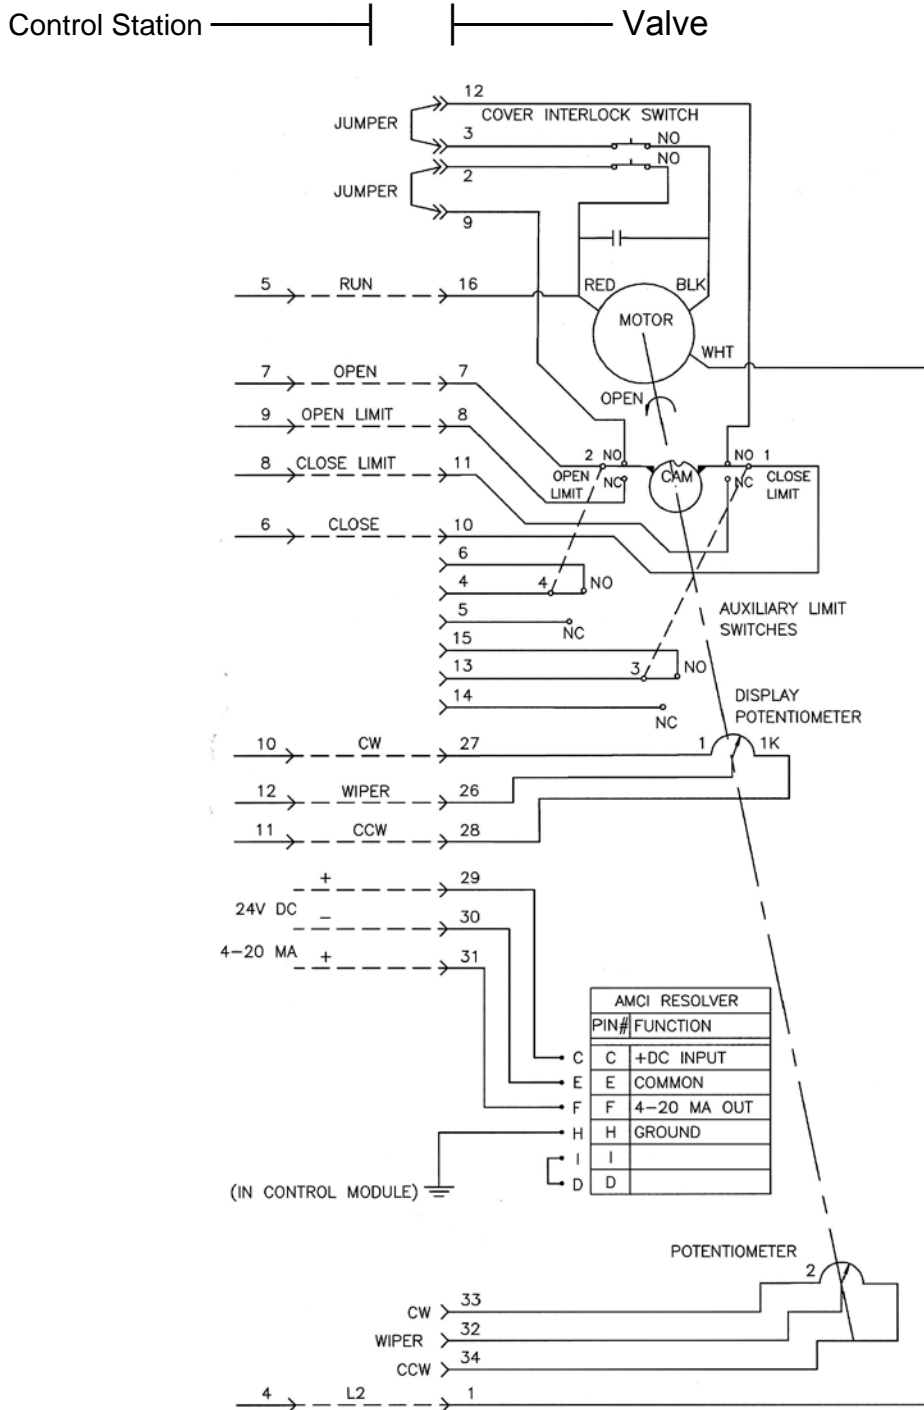 Control Station
Valve
12
COVER INTERLOCK SWITCH
JUMPER
3
NO
NO
2
JUMPER
9
5 RUN 16
RED
BLK
MOTOR
WHT
7 OPEN 7
OPEN
9 OPEN LIMIT 8
2 NO
NO 1
8 CLOSE LIMIT 11
OPEN
LIMIT
NC
CAM
NC
CLOSE
LIMIT
6 CLOSE 10
6
4
4
NO
5
NC
AUXILIARY LIMIT
SWITCHES
15
13
3
NO
14
NC
DISPLAY
POTENTIOMETER
10 CW 27
1
1K
12 WIPER 26
11 CCW 28
+ 29
24V DC
– 30
4–20 MA + 31
AMCI RESOLVER
PIN# FUNCTION
C C +DC INPUT
E E COMMON
F F 4–20 MA OUT
H H GROUND
I I
D D
(IN CONTROL MODULE)
POTENTIOMETER
2
CW 33
WIPER 32
CCW 34
4 L2 1